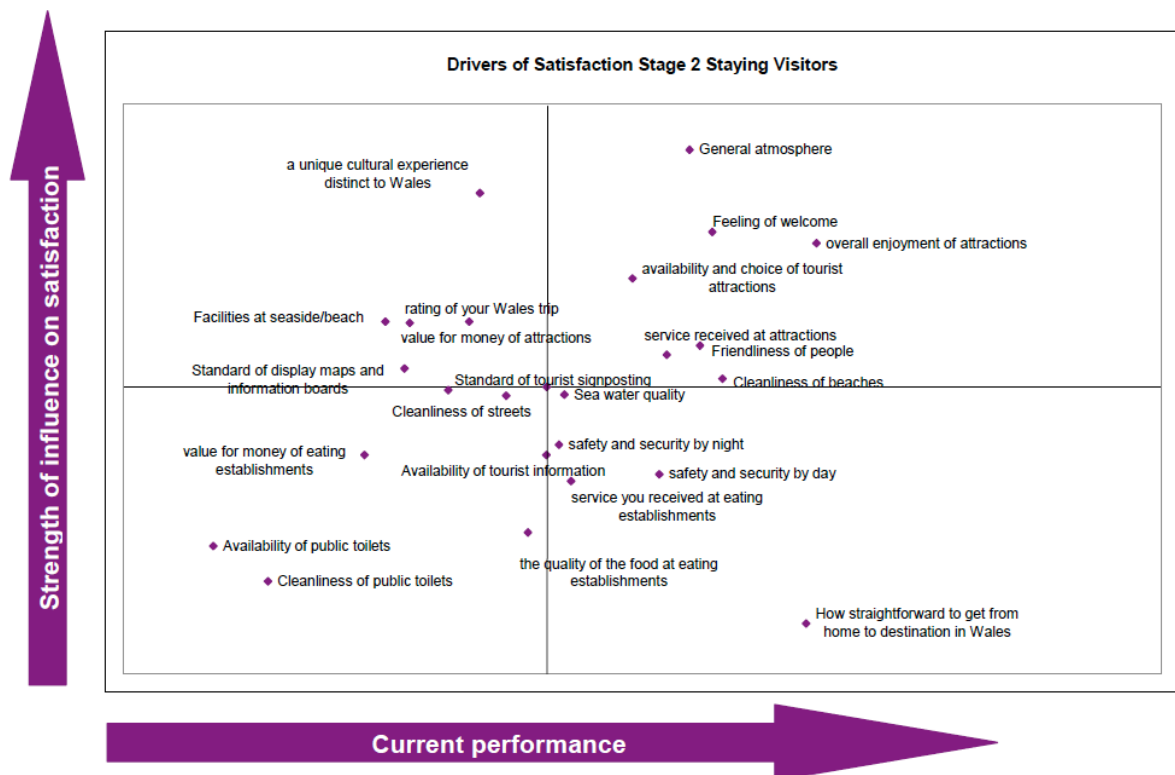 Drivers of Satisfaction Stage 2 Staying Visitors
Strength of influence on satisfaction
General atmosphere
a unique cultural experience
distinct to Wales
Feeling of welcome
overall enjoyment of attractions
availability and choice of tourist
attractions
Facilities at seaside/beach
rating of your Wales trip
value for money of attractions
service received at attractions
Friendliness of people
Standard of display maps and
information boards
Standard of tourist signposting
Cleanliness of beaches
Cleanliness of streets
Sea water quality
value for money of eating
establishments
safety and security by night
Availability of tourist information
safety and security by day
service you received at eating
establishments
Availability of public toilets
the quality of the food at eating
establishments
Cleanliness of public toilets
How straightforward to get from
home to destination in Wales
Current performance